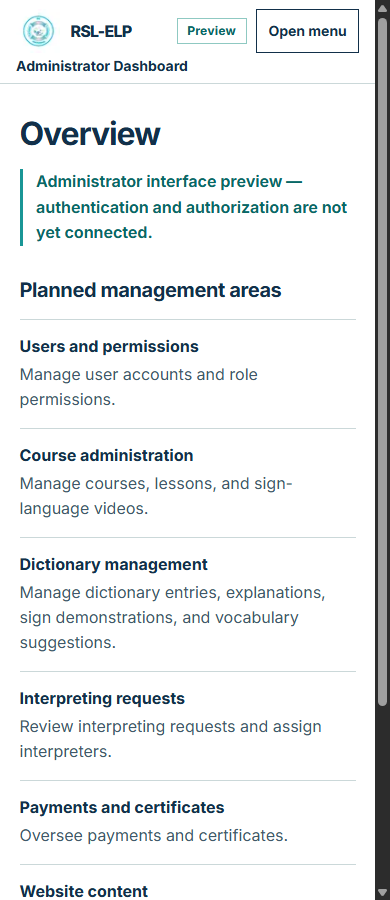 RSL-ELP
Preview
Open menu
Administrator Dashboard
Overview
Administrator interface preview —
authentication and authorization are not
yet connected.
Planned management areas
Users and permissions
Manage user accounts and role
permissions.
Course administration
Manage courses, lessons, and sign-
language videos.
Dictionary management
Manage dictionary entries, explanations,
sign demonstrations, and vocabulary
suggestions.
Interpreting requests
Review interpreting requests and assign
interpreters.
Payments and certificates
Oversee payments and certificates.
Website content